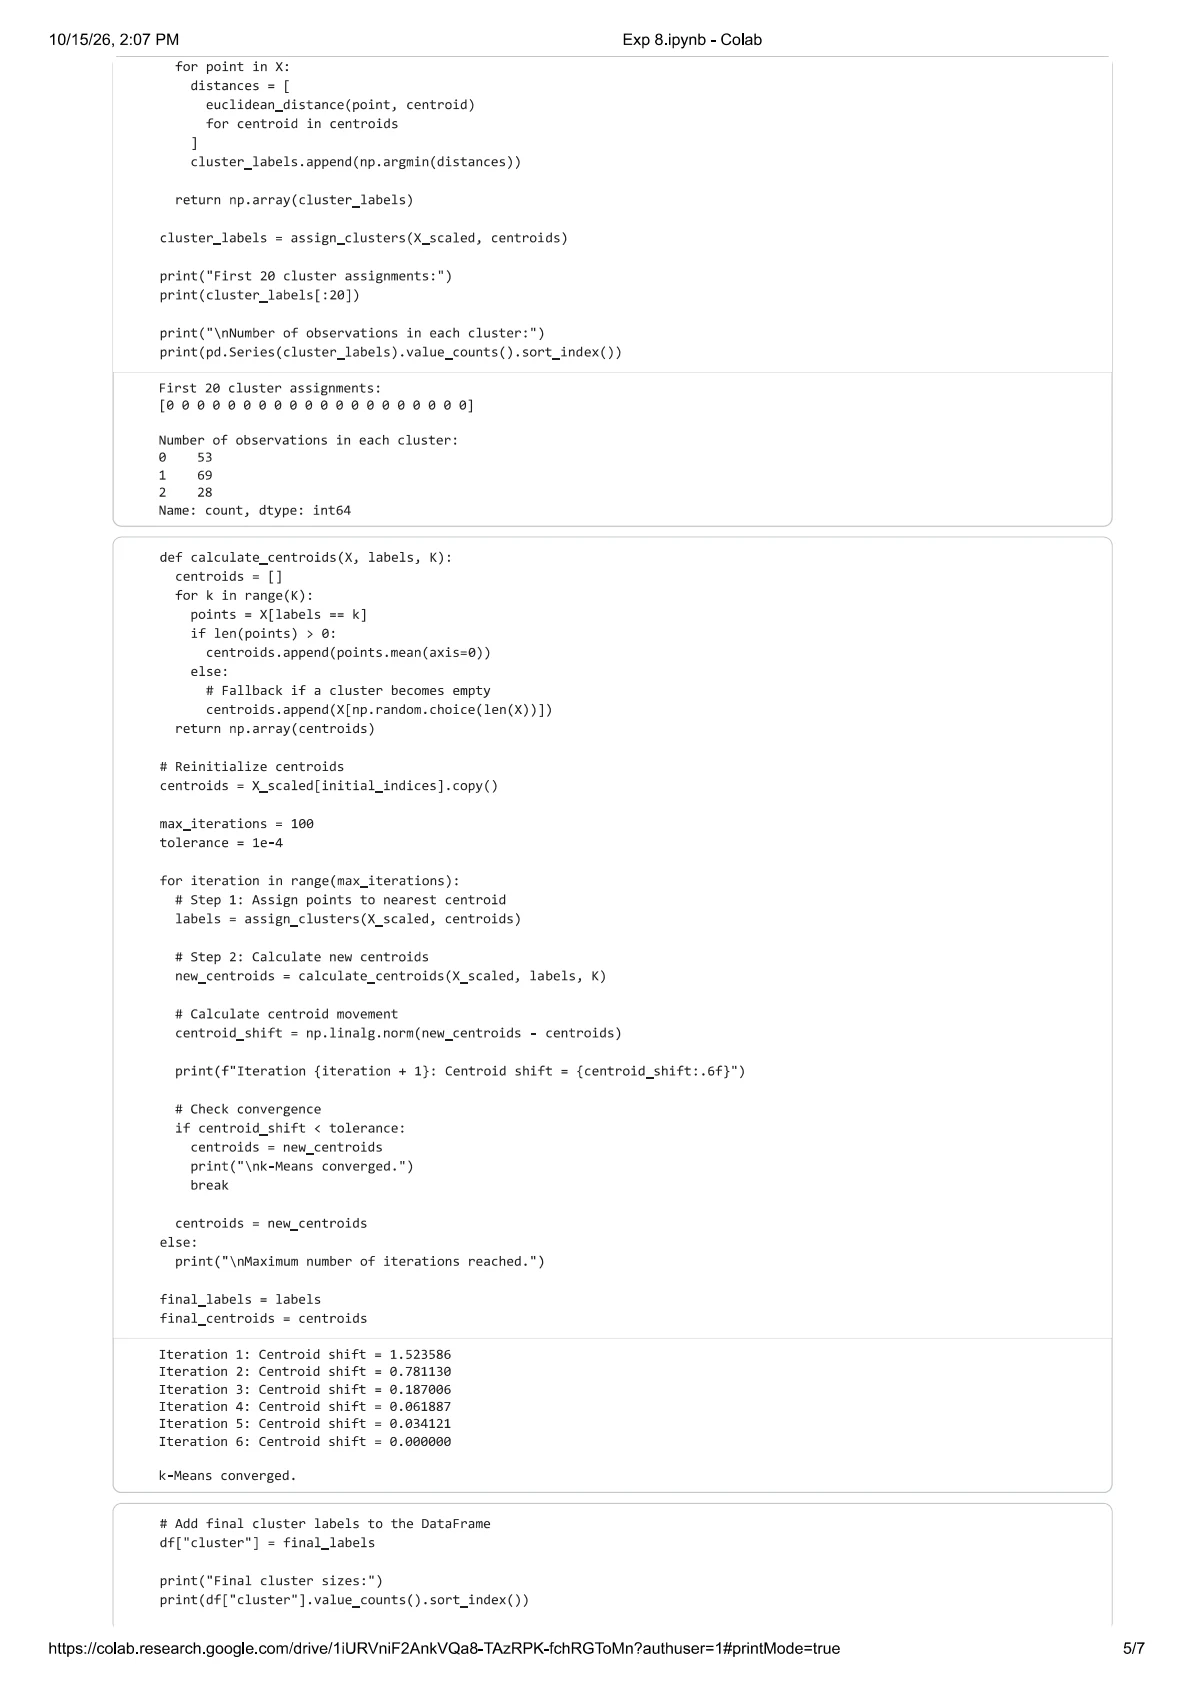 10/15/26, 2:07 PM Exp 8.ipynb - Colab
for point in X:
distances = [
euclidean_distance(point, centroid)
for centroid in centroids
]
cluster_labels.append(np.argmin(distances))
return np.array(cluster_labels)
cluster_labels = assign_clusters(X_scaled, centroids)
print("First 20 cluster assignments:")
print(cluster_labels[:20])
print("\nNumber of observations in each cluster:")
print(pd.Series(cluster_labels).value_counts().sort_index())
First 20 cluster assignments:
[0 0 0 0 0 0 0 0 0 0 0 0 0 0 0 0 0 0 0 0]
Number of observations in each cluster:
0 53
1 69
2 28
Name: count, dtype: int64
def calculate_centroids(X, labels, K):
centroids = []
for k in range(K):
points = X[labels == k]
if len(points) > 0:
centroids.append(points.mean(axis=0))
else:
# Fallback if a cluster becomes empty
centroids.append(X[np.random.choice(len(X))])
return np.array(centroids)
# Reinitialize centroids
centroids = X_scaled[initial_indices].copy()
max_iterations = 100
tolerance = 1e-4
for iteration in range(max_iterations):
# Step 1: Assign points to nearest centroid
labels = assign_clusters(X_scaled, centroids)
# Step 2: Calculate new centroids
new_centroids = calculate_centroids(X_scaled, labels, K)
# Calculate centroid movement
centroid_shift = np.linalg.norm(new_centroids - centroids)
print(f"Iteration {iteration + 1}: Centroid shift = {centroid_shift:.6f}")
# Check convergence
if centroid_shift < tolerance:
centroids = new_centroids
print("\nk-Means converged.")
break
centroids = new_centroids
else:
print("\nMaximum number of iterations reached.")
final_labels = labels
final_centroids = centroids
Iteration 1: Centroid shift = 1.523586
Iteration 2: Centroid shift = 0.781130
Iteration 3: Centroid shift = 0.187006
Iteration 4: Centroid shift = 0.061887
Iteration 5: Centroid shift = 0.034121
Iteration 6: Centroid shift = 0.000000
k-Means converged.
# Add final cluster labels to the DataFrame
df["cluster"] = final_labels
print("Final cluster sizes:")
print(df["cluster"].value_counts().sort_index())
https://colab.research.google.com/drive/1iURVniF2AnkVQa8-TAzRPK-fchRGToMn?authuser=1#printMode=true 5/7